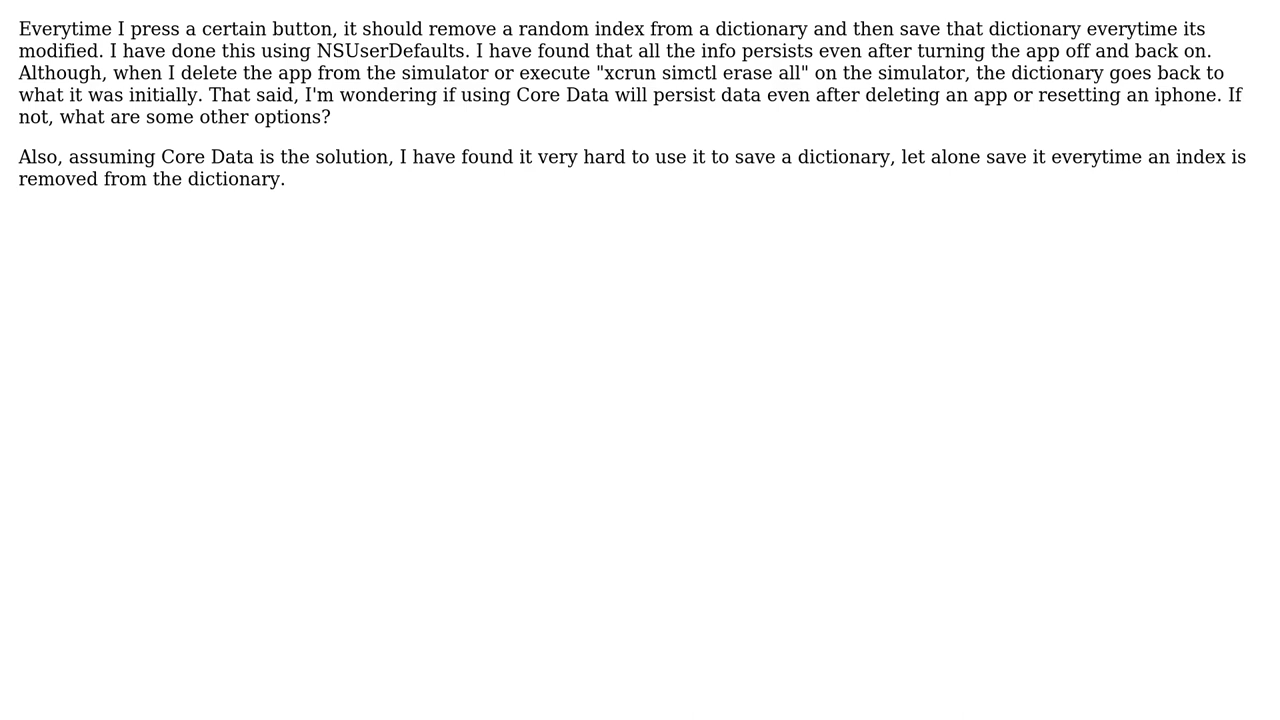 Everytime I press a certain button, it should remove a random index from a dictionary and then save that dictionary everytime its
modified. I have done this using NSUserDefaults. I have found that all the info persists even after turning the app off and back on.
Although, when I delete the app from the simulator or execute "xcrun simctl erase all" on the simulator, the dictionary goes back to
what it was initially. That said, I'm wondering if using Core Data will persist data even after deleting an app or resetting an iphone. If
not, what are some other options?
Also, assuming Core Data is the solution, I have found it very hard to use it to save a dictionary, let alone save it everytime an index is
removed from the dictionary.